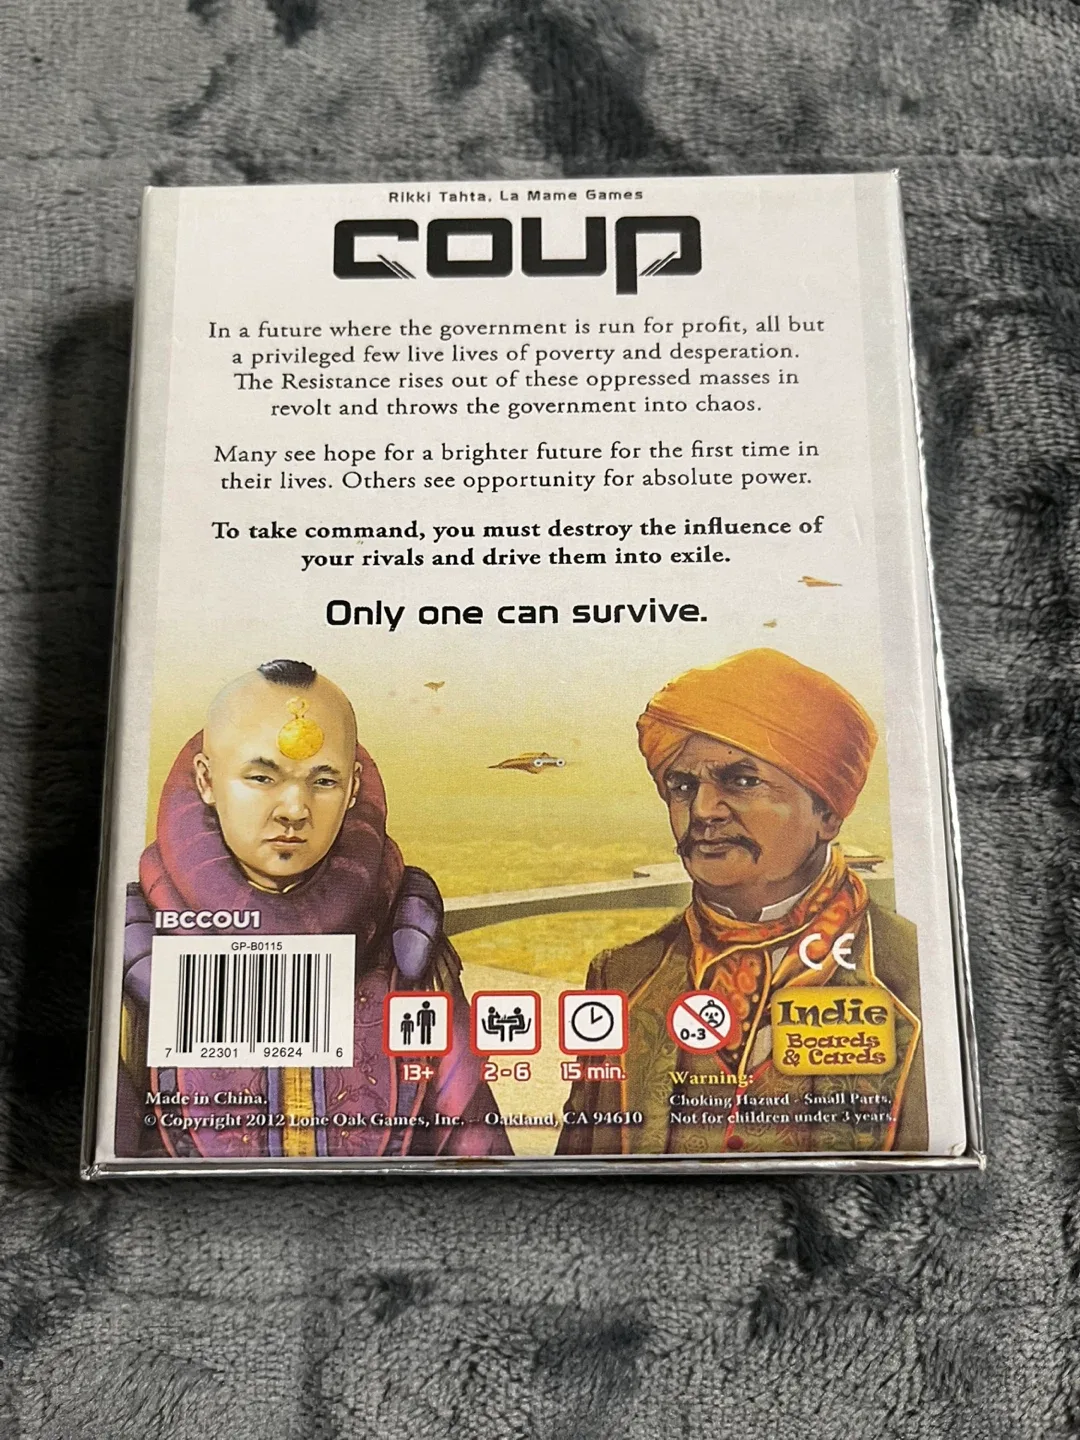 Rikki Tahta, La Mame Games
COUP
In a future where the government is run for profit, all but
a privileged few live lives of poverty and desperation.
The Resistance rises out of these oppressed masses in
revolt and throws the government into chaos.
Many see hope for a brighter future for the first time in
their lives. Others see opportunity for absolute power.
To take command, you must destroy the influence of
your rivals and drive them into exile.
Only one can survive.
IBCCOU1
GP-B0115
7 22301 92624 6
13+
2-6
15 min.
0-3
CE
Indie
Boards
& Cards
Warning:
Choking Hazard - Small Parts.
Not for children under 3 years.
Made in China.
© Copyright 2012 Lone Oak Games, Inc. - Oakland, CA 94610